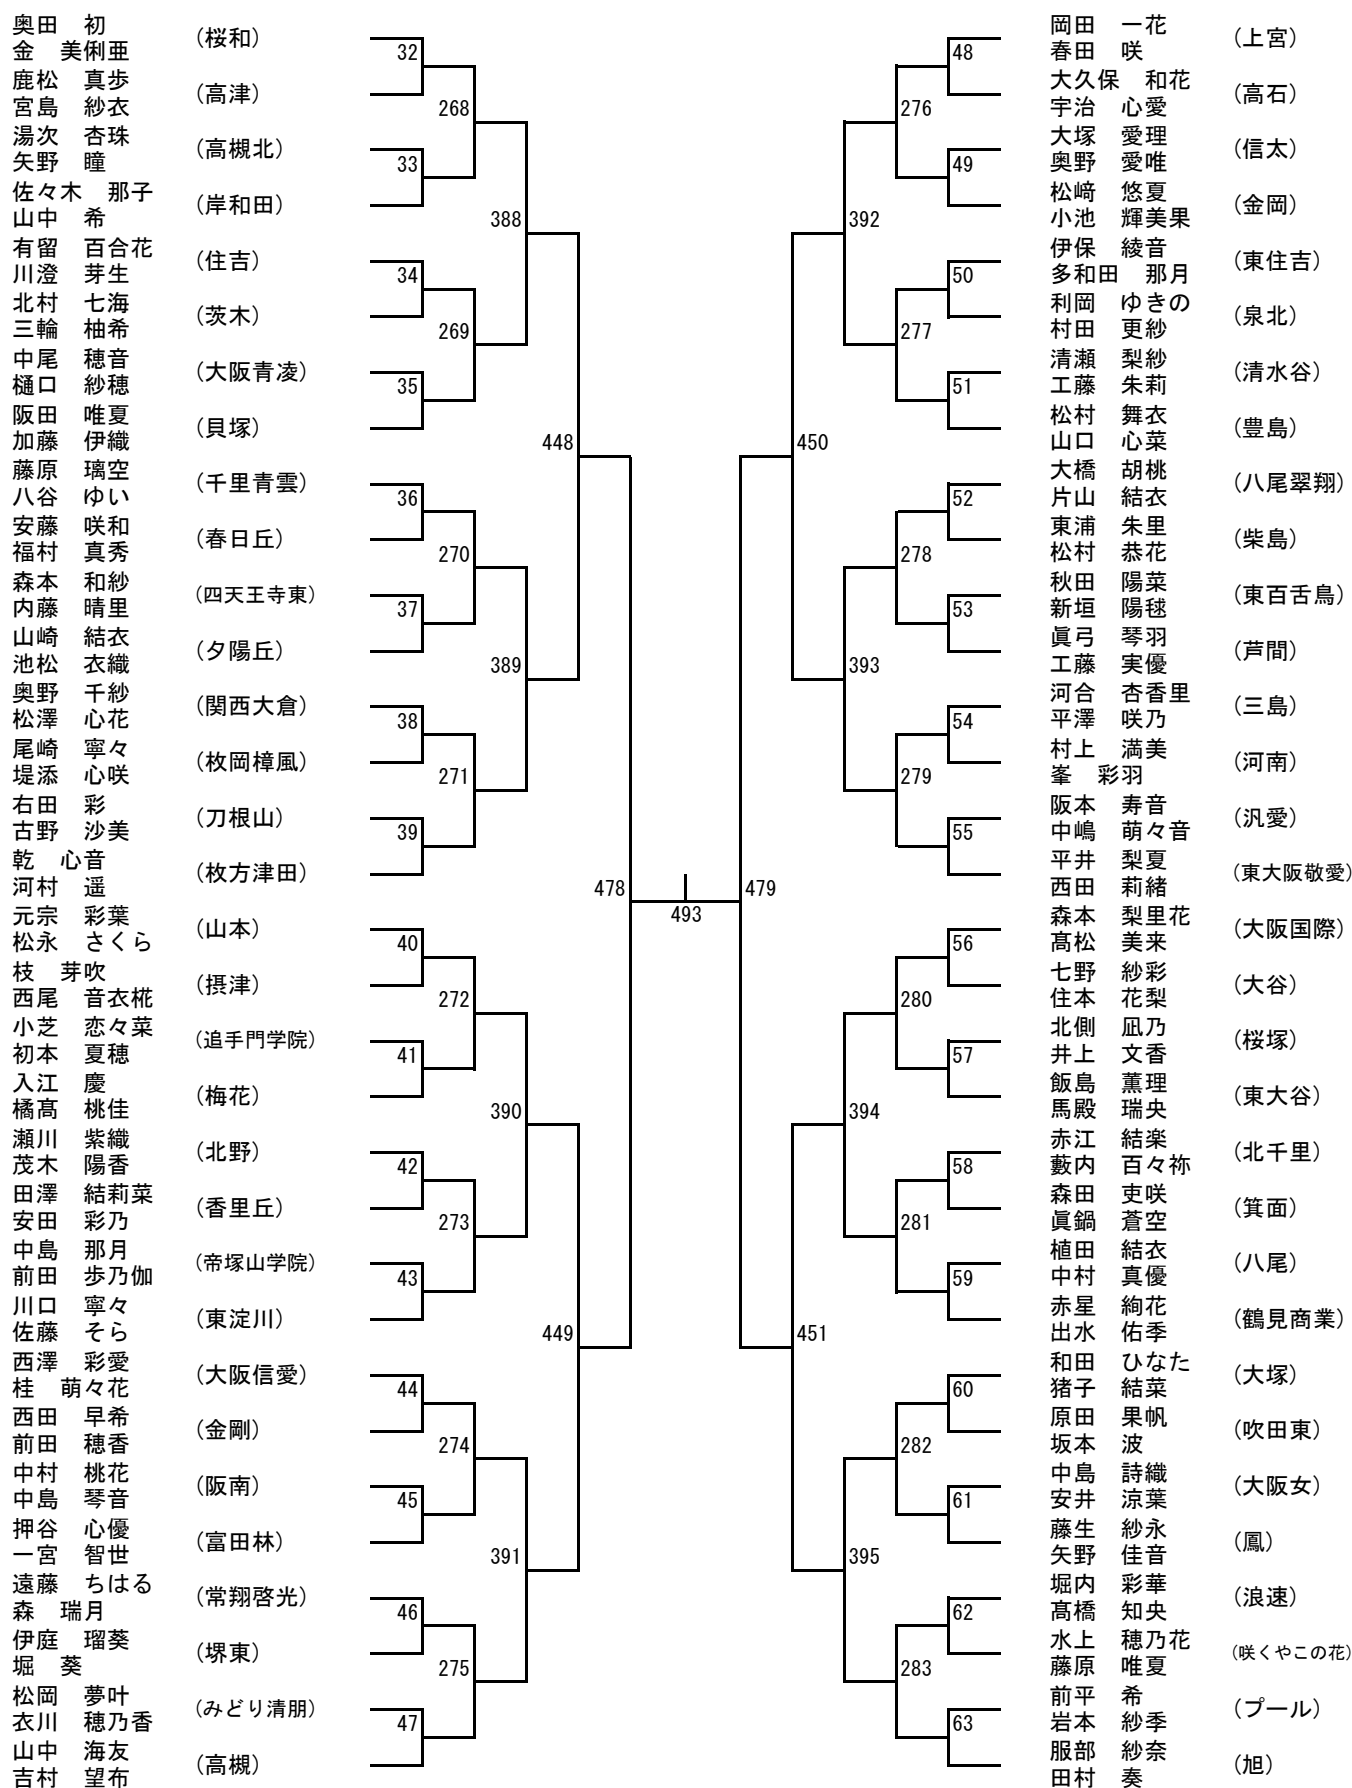 奥田　初
金　美俐亜
(桜和)
鹿松　真歩
宮島　紗衣
(高津)
湯次　杏珠
矢野　瞳
(高槻北)
佐々木　那子
山中　希
(岸和田)
有留　百合花
川澄　芽生
(住吉)
北村　七海
三輪　柚希
(茨木)
中尾　穂音
樋口　紗穂
(大阪青凌)
阪田　唯夏
加藤　伊織
(貝塚)
藤原　璃空
八谷　ゆい
(千里青雲)
安藤　咲和
福村　真秀
(春日丘)
森本　和紗
内藤　晴里
(四天王寺東)
山崎　結衣
池松　衣織
(夕陽丘)
奥野　千紗
松澤　心花
(関西大倉)
尾崎　寧々
堤添　心咲
(枚岡樟風)
右田　彩
古野　沙美
(刀根山)
乾　心音
河村　遥
(枚方津田)
元宗　彩葉
松永　さくら
(山本)
枝　芽吹
西尾　音衣椛
(摂津)
小芝　恋々菜
初本　夏穂
(追手門学院)
入江　慶
橘髙　桃佳
(梅花)
瀬川　紫織
茂木　陽香
(北野)
田澤　結莉菜
安田　彩乃
(香里丘)
中島　那月
前田　歩乃伽
(帝塚山学院)
川口　寧々
佐藤　そら
(東淀川)
西澤　彩愛
桂　萌々花
(大阪信愛)
西田　早希
前田　穂香
(金剛)
中村　桃花
中島　琴音
(阪南)
押谷　心優
一宮　智世
(富田林)
遠藤　ちはる
森　瑞月
(常翔啓光)
伊庭　瑠葵
堀　葵
(堺東)
松岡　夢叶
衣川　穂乃香
(みどり清朋)
山中　海友
吉村　望布
(高槻)
32
33
34
35
36
37
38
39
40
41
42
43
44
45
46
47
268
269
270
271
272
273
274
275
388
389
390
391
448
449
478
493
479
450
451
392
393
394
395
276
277
278
279
280
281
282
283
48
49
50
51
52
53
54
55
56
57
58
59
60
61
62
63
岡田　一花
春田　咲
(上宮)
大久保　和花
宇治　心愛
(高石)
大塚　愛理
奥野　愛唯
(信太)
松﨑　悠夏
小池　輝美果
(金岡)
伊保　綾音
多和田　那月
(東住吉)
利岡　ゆきの
村田　更紗
(泉北)
清瀬　梨紗
工藤　朱莉
(清水谷)
松村　舞衣
山口　心菜
(豊島)
大橋　胡桃
片山　結衣
(八尾翠翔)
東浦　朱里
松村　恭花
(柴島)
秋田　陽菜
新垣　陽毬
(東百舌鳥)
眞弓　琴羽
工藤　実優
(芦間)
河合　杏香里
平澤　咲乃
(三島)
村上　満美
峯　彩羽
(河南)
阪本　寿音
中嶋　萌々音
(汎愛)
平井　梨夏
西田　莉緒
(東大阪敬愛)
森本　梨里花
髙松　美来
(大阪国際)
七野　紗彩
住本　花梨
(大谷)
北側　凪乃
井上　文香
(桜塚)
飯島　薫理
馬殿　瑞央
(東大谷)
赤江　結楽
藪内　百々祢
(北千里)
森田　吏咲
眞鍋　蒼空
(箕面)
植田　結衣
中村　真優
(八尾)
赤星　絢花
出水　佑季
(鶴見商業)
和田　ひなた
猪子　結菜
(大塚)
原田　果帆
坂本　波
(吹田東)
中島　詩織
安井　涼葉
(大阪女)
藤生　紗永
矢野　佳音
(鳳)
堀内　彩華
髙橋　知央
(浪速)
水上　穂乃花
藤原　唯夏
(咲くやこの花)
前平　希
岩本　紗季
(プール)
服部　紗奈
田村　奏
(旭)